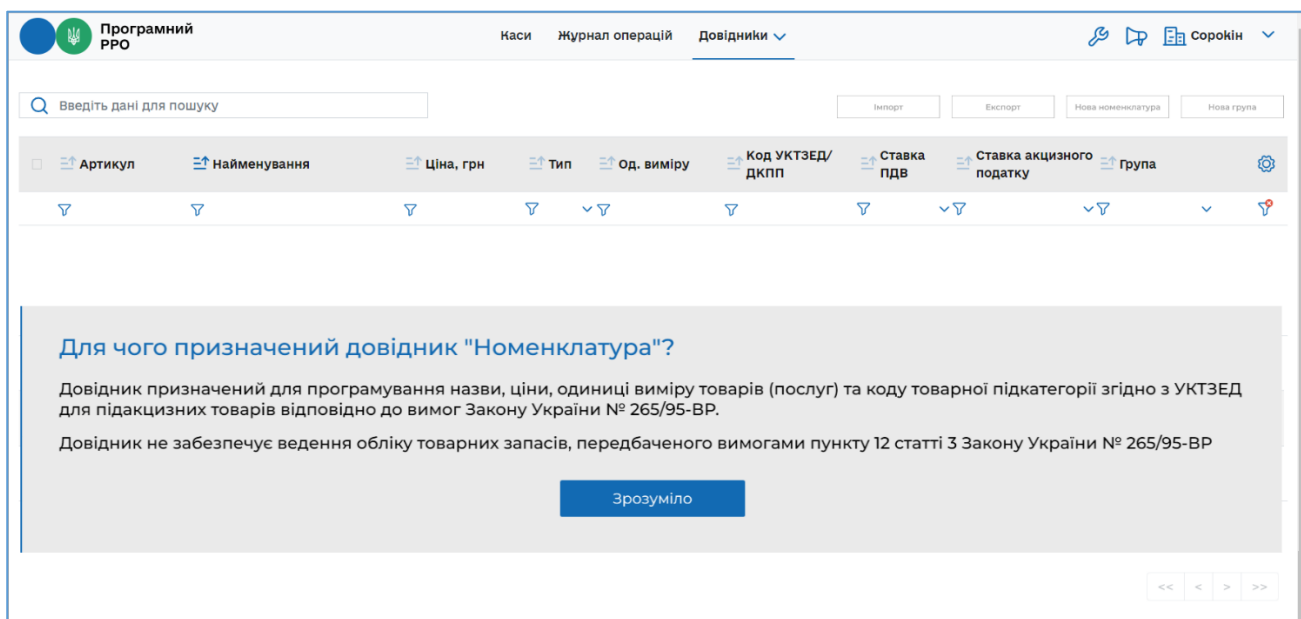 Програмний
РРО
Каси Журнал операцій Довідники Сорокін
Введіть дані для пошуку
Імпорт Експорт Нова номенклатура Нова група
Артикул Найменування Ціна, грн Тип Од. виміру Код УКТЗЕД/ Ставка Ставка акцизного Група
ДКПП ПДВ податку
Для чого призначений довідник "Номенклатура"?
Довідник призначений для програмування назви, ціни, одиниці виміру товарів (послуг) та коду товарної підкатегорії згідно з УКТЗЕД
для підакцизних товарів відповідно до вимог Закону України № 265/95-ВР.
Довідник не забезпечує ведення обліку товарних запасів, передбаченого вимогами пункту 12 статті 3 Закону України № 265/95-ВР
Зрозуміло
<< < > >>